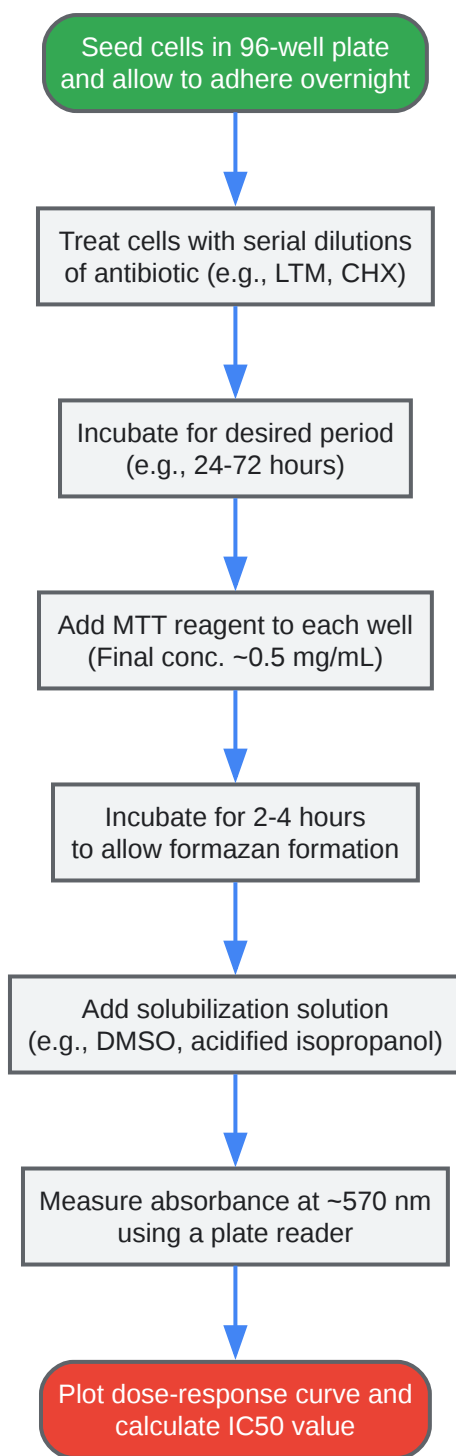 Seed cells in 96-well plate
and allow to adhere overnight
Treat cells with serial dilutions
of antibiotic (e.g., LTM, CHX)
Incubate for desired period
(e.g., 24-72 hours)
Add MTT reagent to each well
(Final conc. ~0.5 mg/mL)
Incubate for 2-4 hours
to allow formazan formation
Add solubilization solution
(e.g., DMSO, acidified isopropanol)
Measure absorbance at ~570 nm
using a plate reader
Plot dose-response curve and
calculate IC50 value